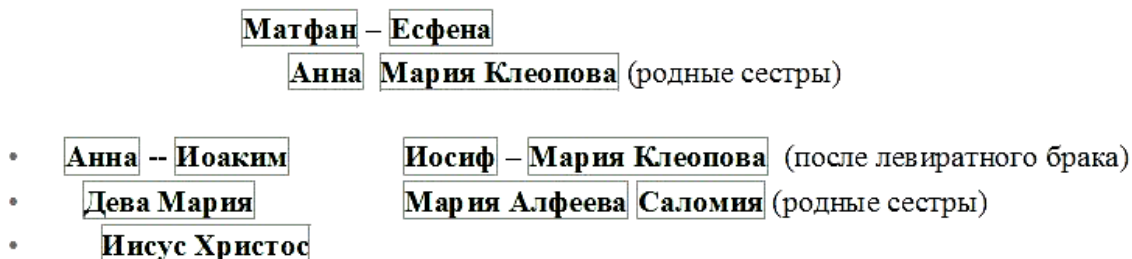 Матфан – Есфена
Анна Мария Клеопова (родные сестры)
• Анна -- Иоаким Иосиф – Мария Клеопова (после левиратного брака)
• Дева Мария Мария Алфеева Саломия (родные сестры)
• Иисус Христос